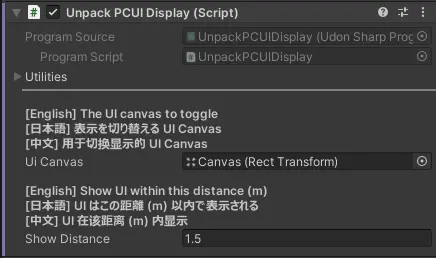 Unpack PCUI Display (Script)
Program Source UnpackPCUIDisplay (Udon Sharp Prog
Program Script UnpackPCUIDisplay
Utilities
[English] The UI canvas to toggle
[日本語] 表示を切り替える UI Canvas
[中文] 用于切换显示的 UI Canvas
Ui Canvas Canvas (Rect Transform)
[English] Show UI within this distance (m)
[日本語] UI はこの距離 (m) 以内で表示される
[中文] UI 在该距离 (m) 内显示
Show Distance 1.5